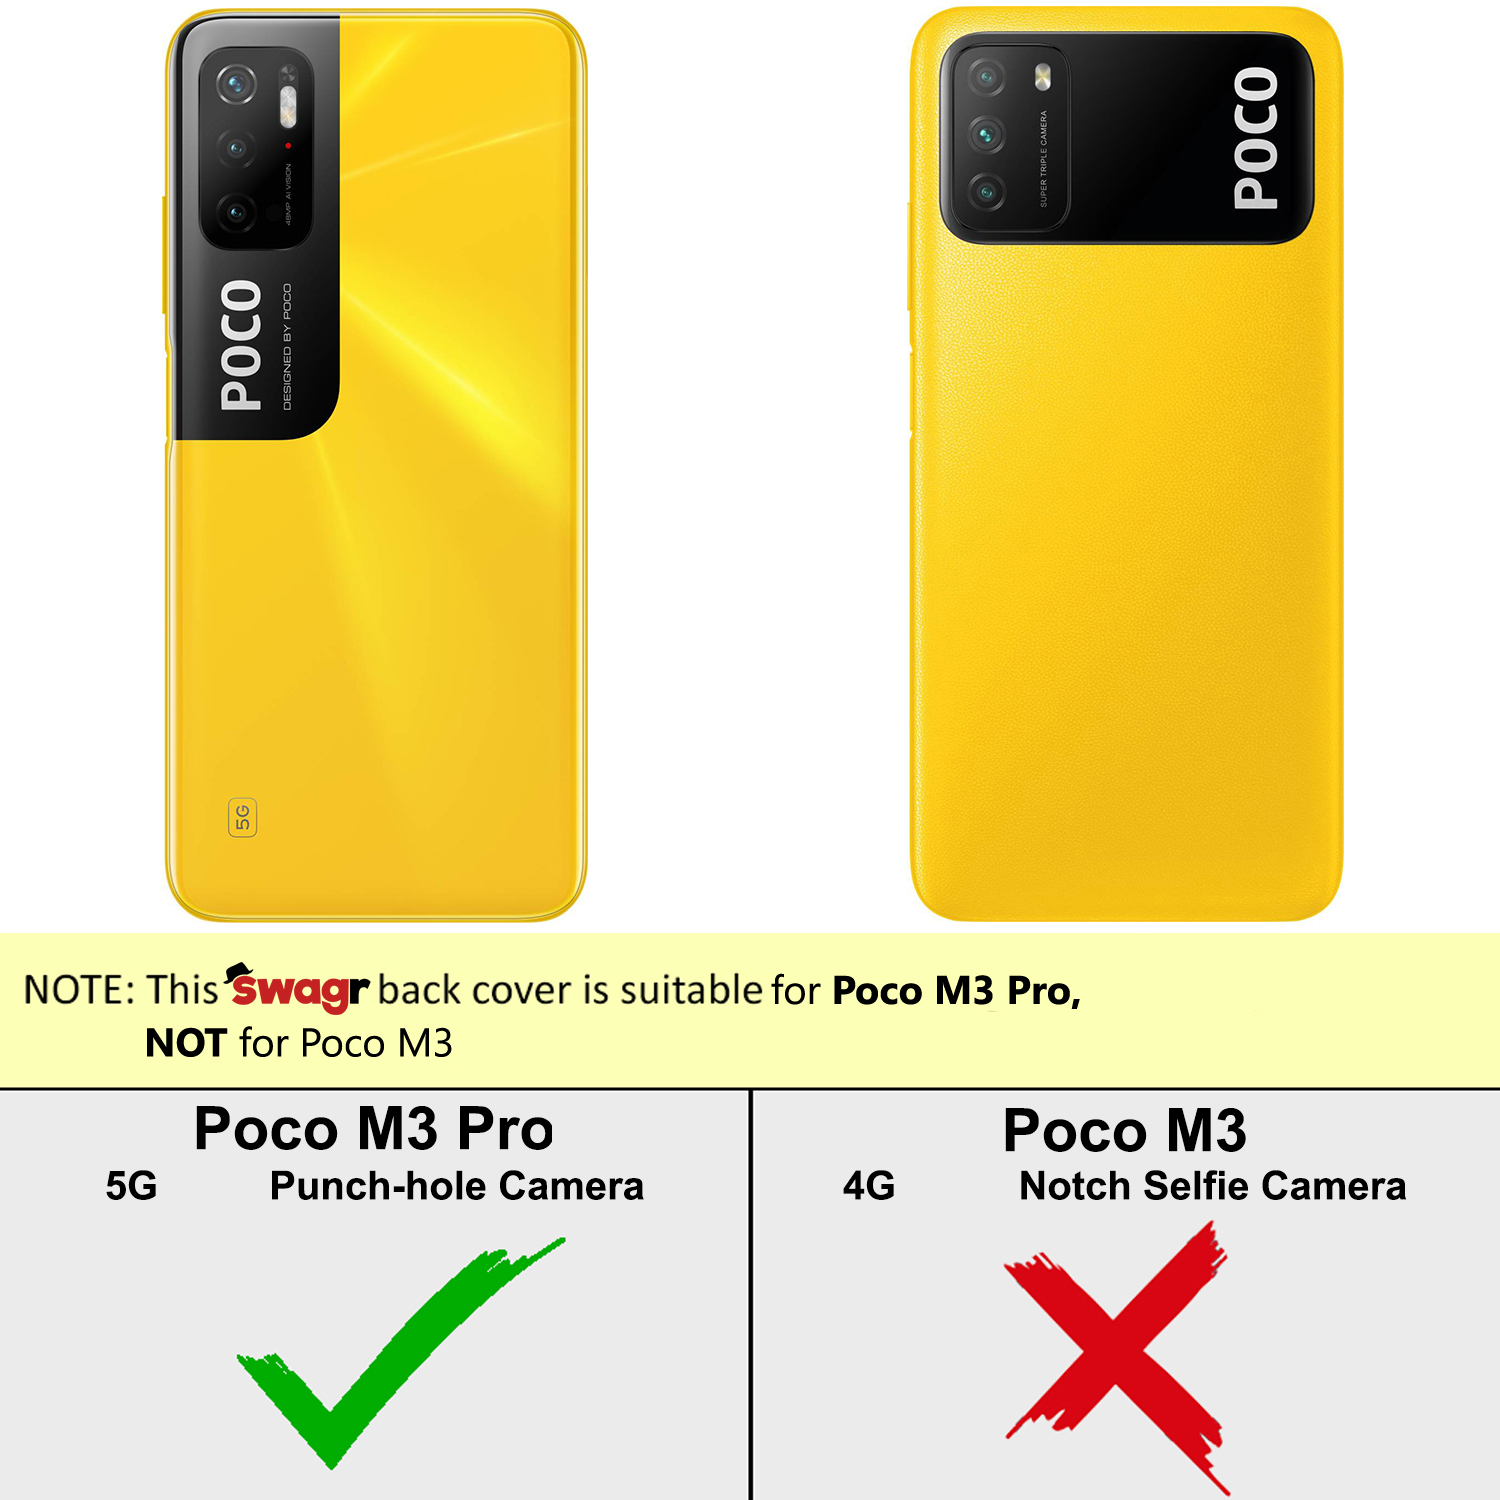 48MP AI VISION
POCO
DESIGNED BY POCO
5G
SUPER TRIPLE CAMERA
POCO
NOTE: This Swagr back cover is suitable for Poco M3 Pro,
NOT for Poco M3
Poco M3 Pro
5G Punch-hole Camera
Poco M3
4G Notch Selfie Camera